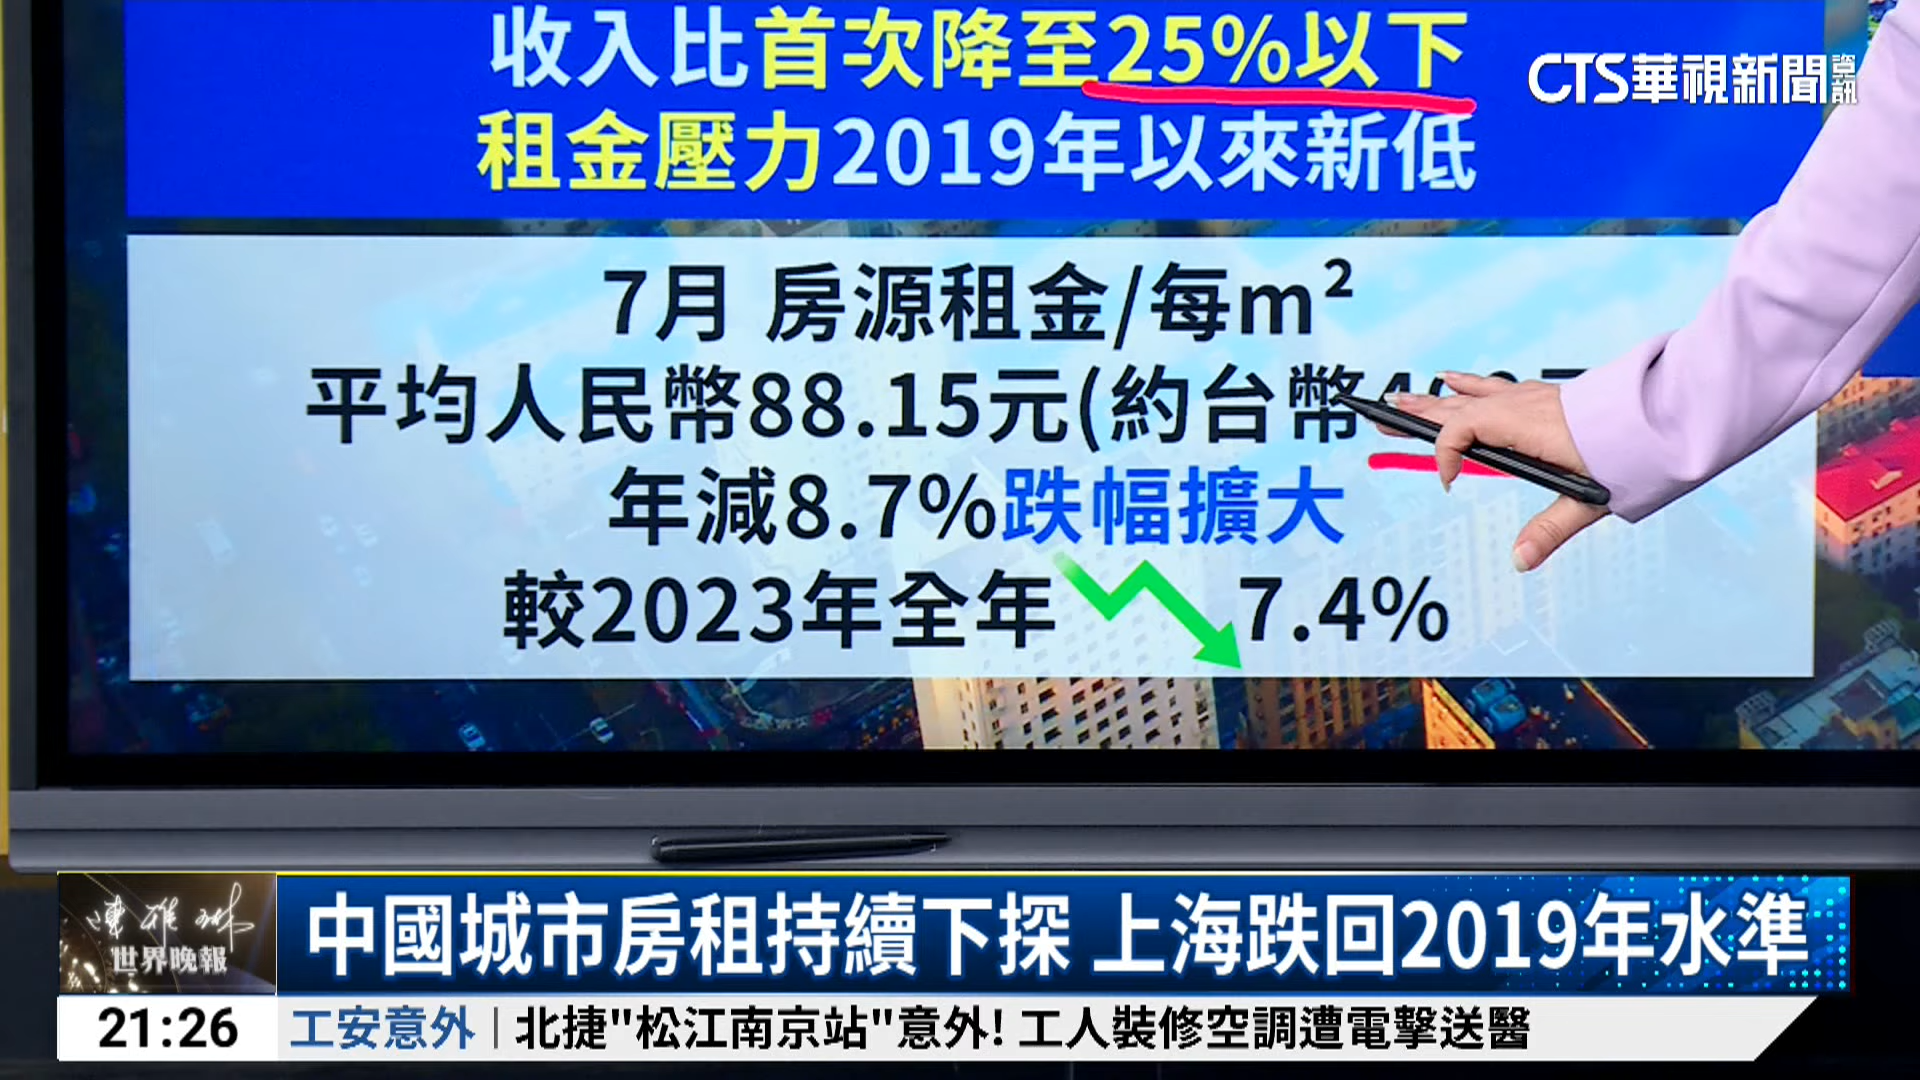 收入比首次降至25%以下
租金壓力2019年以來新低
CTS華視新聞資訊
7月 房源租金/每m²
平均人民幣88.15元(約台幣
年減8.7%跌幅擴大
較2023年全年 7.4%
陳雅琳
世界晚報
中國城市房租持續下探 上海跌回2019年水準
21:26
工安意外 | 北捷"松江南京站"意外! 工人裝修空調遭電擊送醫